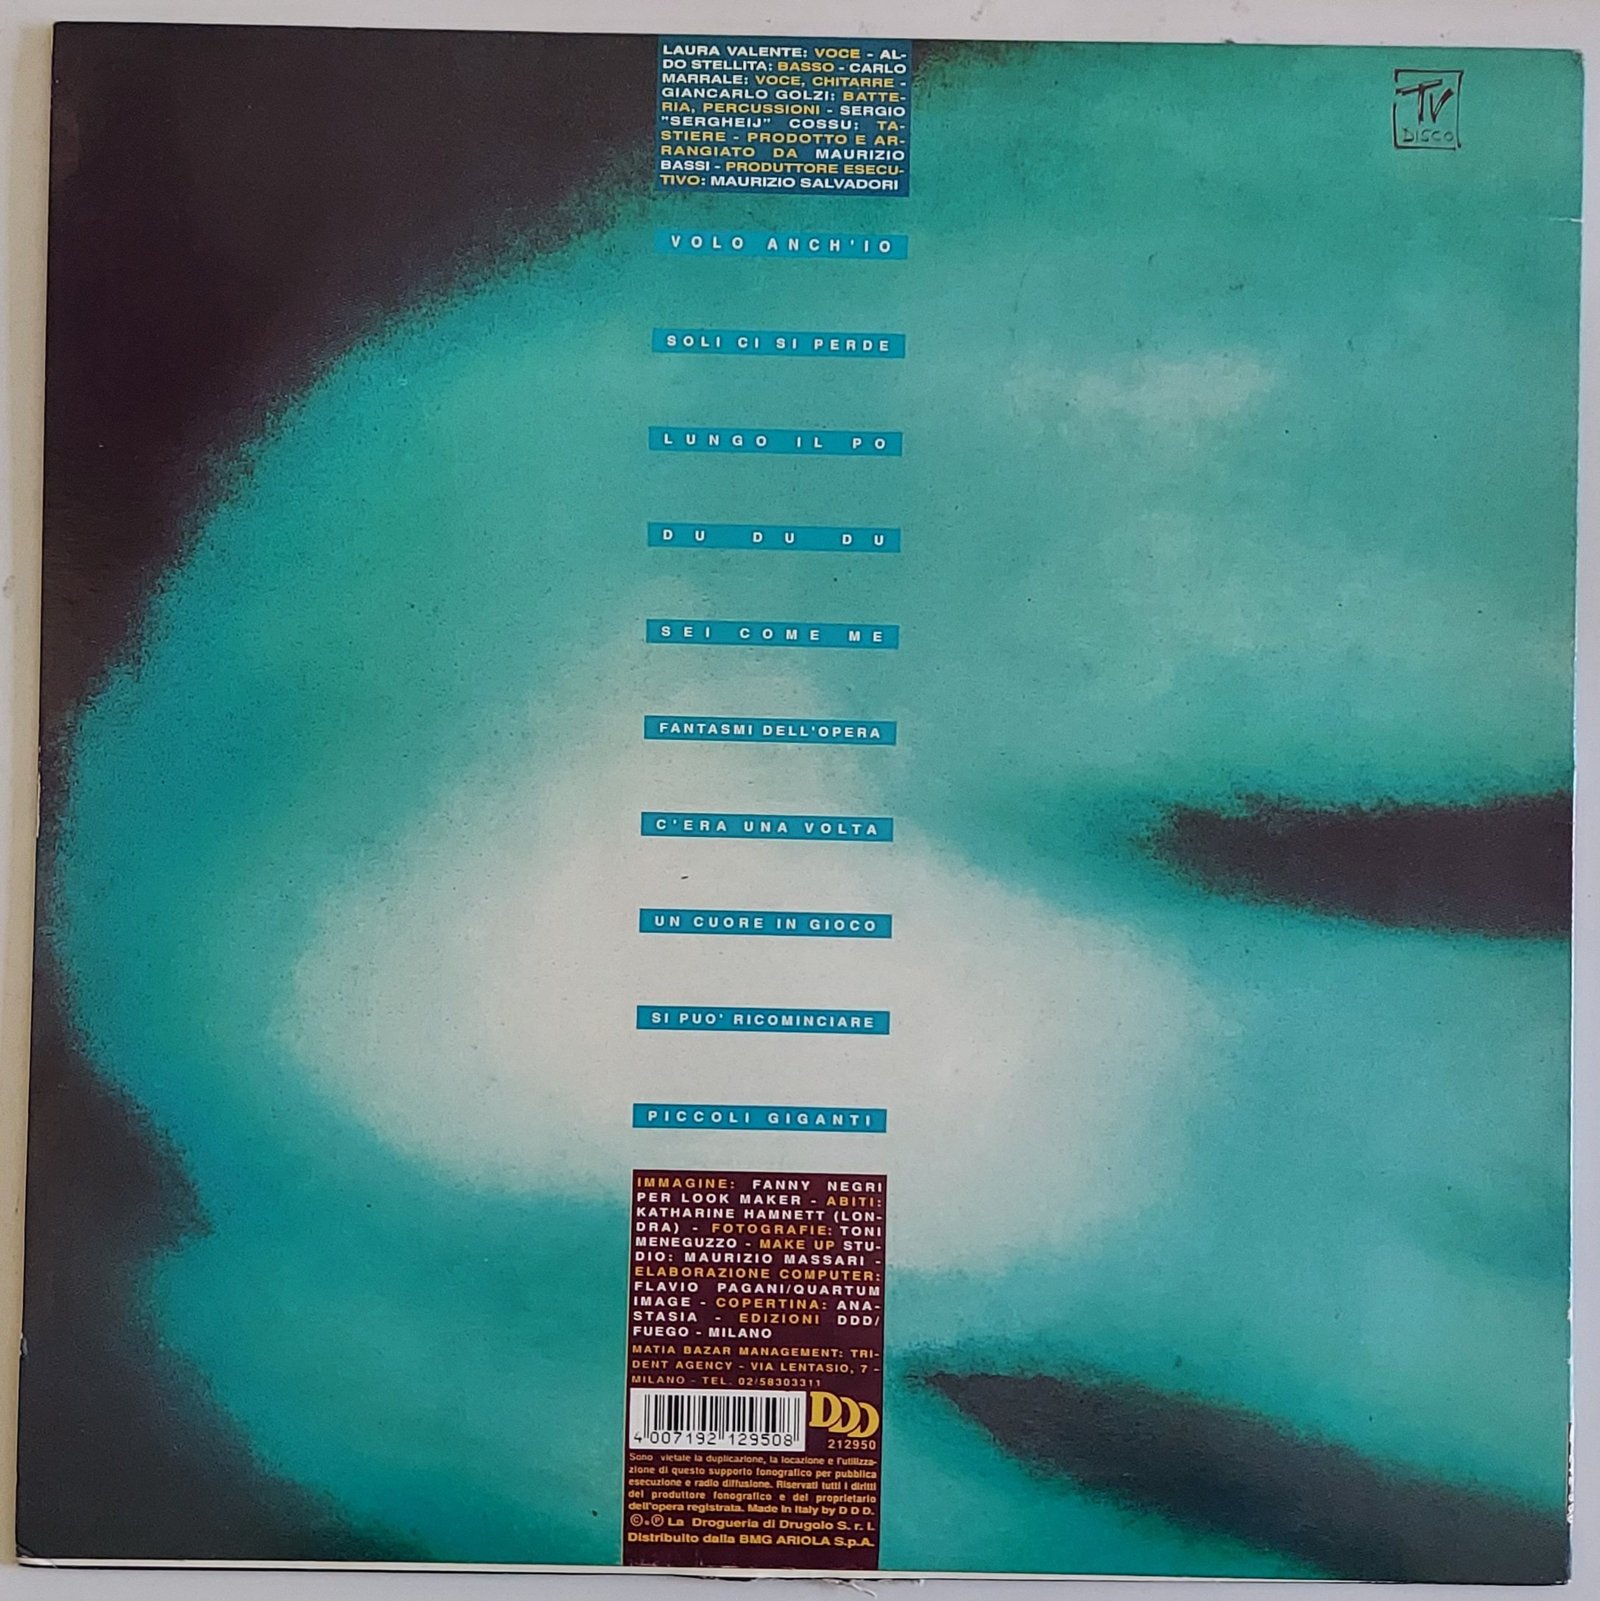 LAURA VALENTE: VOCE - AL-
DO STELLITA: BASSO - CARLO
MARRALE: VOCE, CHITARRE -
GIANCARLO GOLZI: BATTE-
RIA, PERCUSSIONI - SERGIO
"SERGHEIJ" COSSU: TA-
STIERE - PRODOTTO E AR-
RANGIATO DA MAURIZIO
BASSI - PRODUTTORE ESECU-
TIVO: MAURIZIO SALVADORI
TV
DISCO
VOLO ANCH'IO
SOLI CI SI PERDE
LUNGO IL PO
DU DU DU
SEI COME ME
FANTASMI DELL'OPERA
C'ERA UNA VOLTA
UN CUORE IN GIOCO
SI PUO' RICOMINCIARE
PICCOLI GIGANTI
IMMAGINE: FANNY NEGRI
PER LOOK MAKER - ABITI:
KATHARINE HAMNETT (LON-
DRA) - FOTOGRAFIE: TONI
MENEGUZZO - MAKE UP STU-
DIO: MAURIZIO MASSARI -
ELABORAZIONE COMPUTER:
FLAVIO PAGANI/QUARTUM
IMAGE - COPERTINA: ANA-
STASIA - EDIZIONI DDD/
FUEGO - MILANO
MATIA BAZAR MANAGEMENT: TRI-
DENT AGENCY - VIA LENTASIO, 7 -
MILANO - TEL. 02/58303311
DDD
4 007192 129508
212950
Sono vietate la duplicazione, la locazione e l'utilizza-
zione di questo supporto fonografico per pubblica
esecuzione e radio diffusione. Riservati tutti i diritti
del produttore fonografico e del proprietario
dell'opera registrata. Made in Italy by D D D.
©.℗ La Drogueria di Drugolo S. r. l.
Distribuito dalla BMG ARIOLA S.p.A.